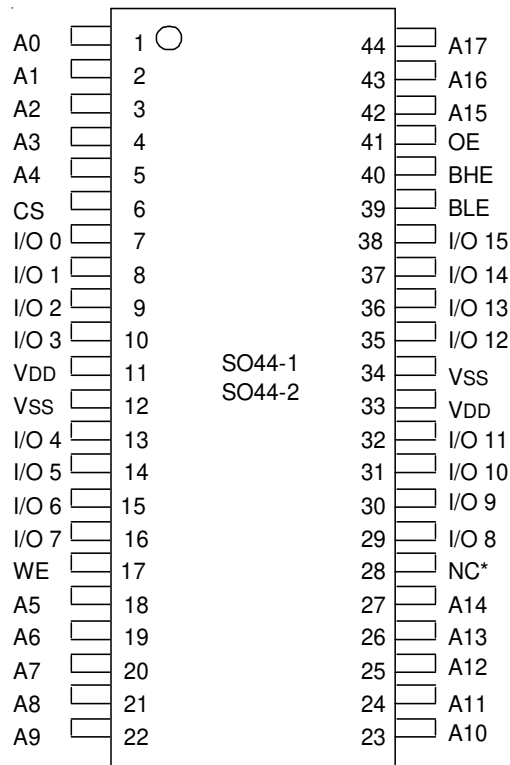 A0 1 44 A17
A1 2 43 A16
A2 3 42 A15
A3 4 41 OE
A4 5 40 BHE
CS 6 39 BLE
I/O 0 7 38 I/O 15
I/O 1 8 37 I/O 14
I/O 2 9 36 I/O 13
I/O 3 10 35 I/O 12
VDD 11 SO44-1 34 VSS
VSS 12 SO44-2 33 VDD
I/O 4 13 32 I/O 11
I/O 5 14 31 I/O 10
I/O 6 15 30 I/O 9
I/O 7 16 29 I/O 8
WE 17 28 NC*
A5 18 27 A14
A6 19 26 A13
A7 20 25 A12
A8 21 24 A11
A9 22 23 A10